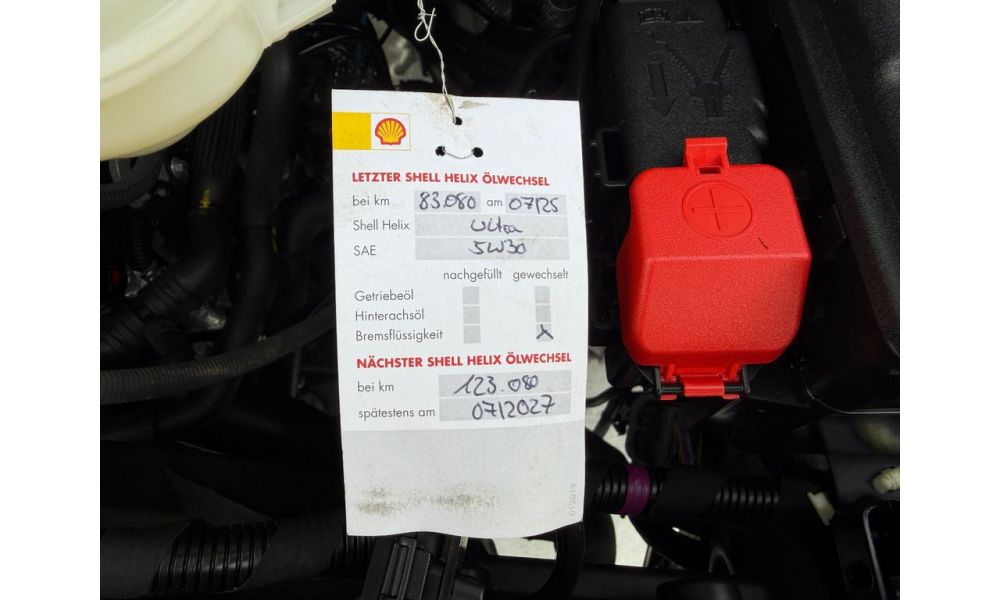 LETZTER SHELL HELIX ÖLWECHSEL
bei km 83.080 am 07/25
Shell Helix Ultra
SAE 5W30
nachgefüllt gewechselt
Getriebeöl
Hinterachsöl
Bremsflüssigkeit x
NÄCHSTER SHELL HELIX ÖLWECHSEL
bei km 123.080
spätestens am 07/2027